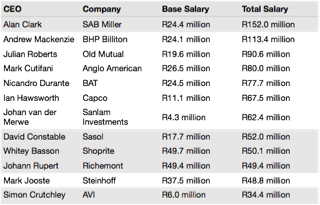 CEO Company Base Salary Total Salary
Alan Clark SAB Miller R24.4 million R152.0 million
Andrew Mackenzie BHP Billiton R24.1 million R113.4 million
Julian Roberts Old Mutual R19.6 million R90.6 million
Mark Cutifani Anglo American R26.5 million R80.0 million
Nicandro Durante BAT R24.5 million R77.7 million
Ian Hawsworth Capco R11.1 million R67.5 million
Johan van der Merwe Sanlam Investments R4.3 million R62.4 million
David Constable Sasol R17.7 million R52.0 million
Whitey Basson Shoprite R49.7 million R50.1 million
Johann Rupert Richemont R49.4 million R49.4 million
Mark Jooste Steinhoff R37.5 million R48.8 million
Simon Crutchley AVI R6.0 million R34.4 million